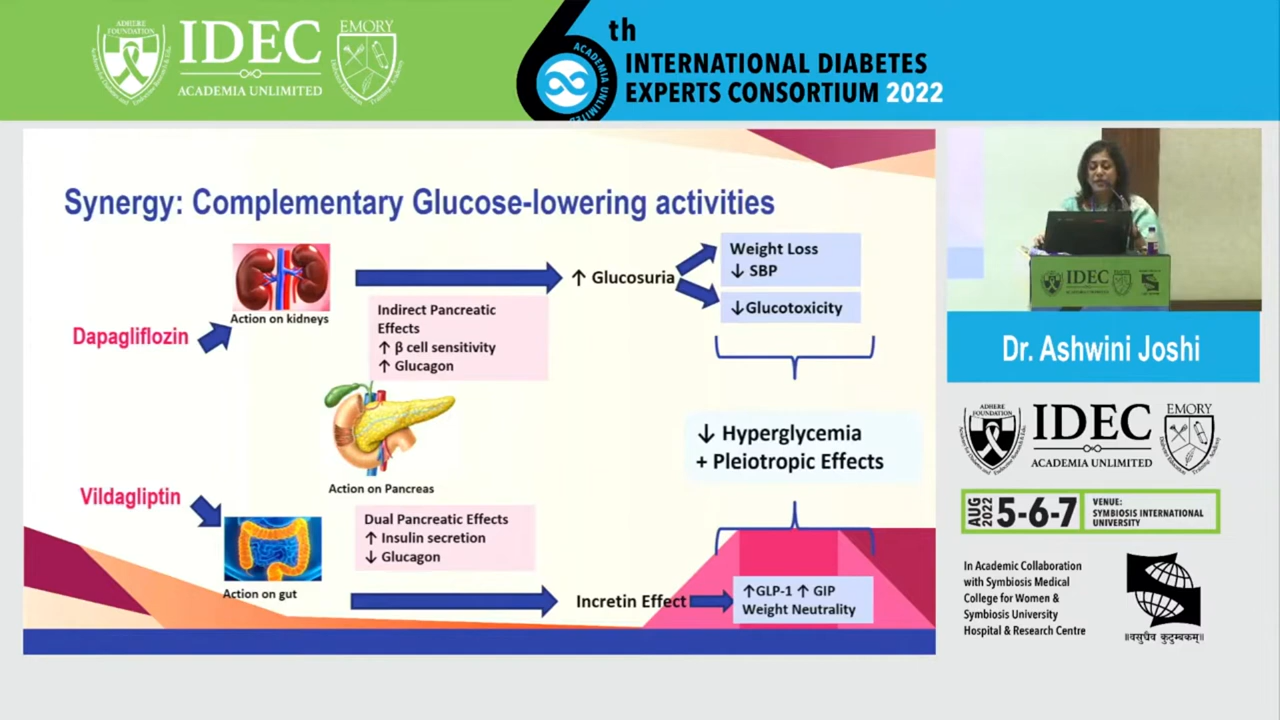 ADHERE
FOUNDATION
IDEC
ACADEMIA UNLIMITED
EMORY
6th
ACADEMIA UNLIMITED
INTERNATIONAL DIABETES
EXPERTS CONSORTIUM 2022
Synergy: Complementary Glucose-lowering activities
Dapagliflozin
Action on kidneys
Indirect Pancreatic
Effects
↑ β cell sensitivity
↑ Glucagon
↑ Glucosuria
Weight Loss
↓ SBP
↓Glucotoxicity
Action on Pancreas
↓ Hyperglycemia
+ Pleiotropic Effects
Vildagliptin
Action on gut
Dual Pancreatic Effects
↑ Insulin secretion
↓ Glucagon
Incretin Effect
↑GLP-1 ↑ GIP
Weight Neutrality
IDEC
Dr. Ashwini Joshi
ADHERE
FOUNDATION
IDEC
ACADEMIA UNLIMITED
EMORY
AUG
2022
5-6-7
VENUE:
SYMBIOSIS INTERNATIONAL
UNIVERSITY
In Academic Collaboration
with Symbiosis Medical
College for Women &
Symbiosis University
Hospital & Research Centre
॥वसुधैव कुटुम्बकम्॥